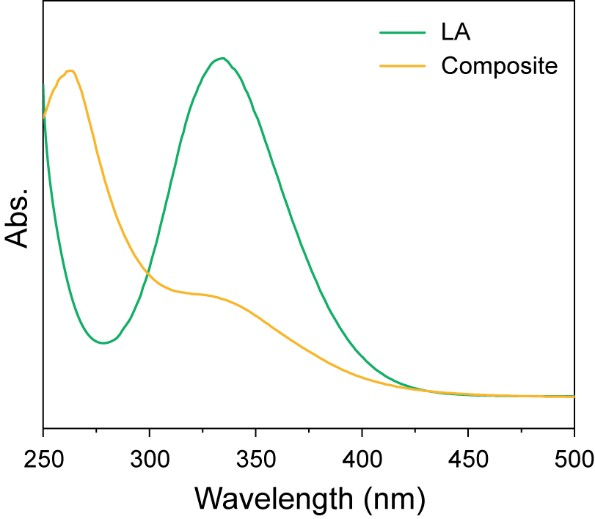 LA
Composite
Abs.
250 300 350 400 450 500
Wavelength (nm)